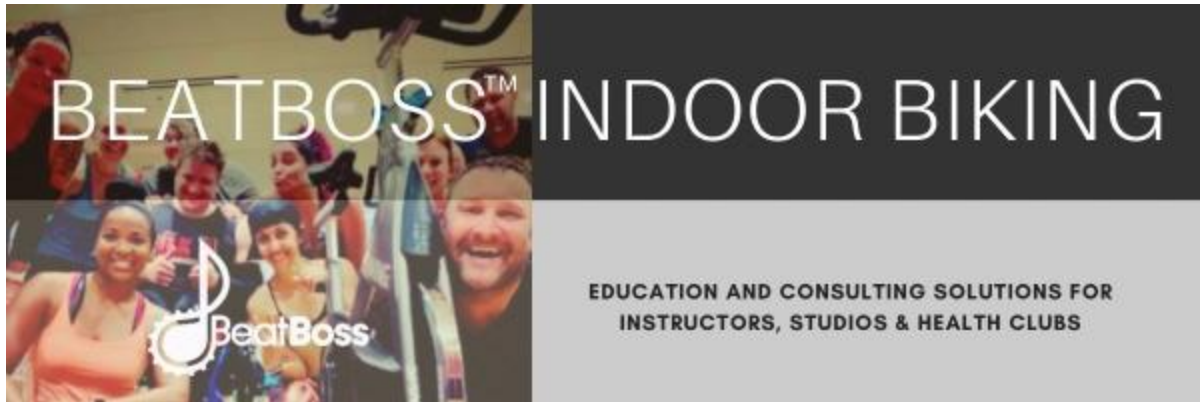 BEATBOSS™ INDOOR BIKING
BeatBoss
EDUCATION AND CONSULTING SOLUTIONS FOR
INSTRUCTORS, STUDIOS & HEALTH CLUBS